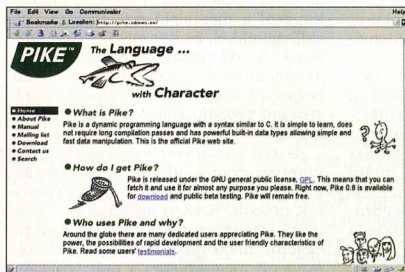 File Edit View Go Communicator Help
Bookmarks Location: http://pike.idonex.se/
PIKE™
The Language ...
with Character
Home
About Pike
Manual
Mailing list
Download
Contact us
Search
What is Pike?
Pike is a dynamic programming language with a syntax similar to C. It is simple to learn, does
not require long compilation passes and has powerful built-in data types allowing simple and
fast data manipulation. This is the official Pike web site.
How do I get Pike?
Pike is released under the GNU general public license, GPL. This means that you can
fetch it and use it for almost any purpose you please. Right now, Pike 0.6 is available
for download and public beta testing. Pike will remain free.
Who uses Pike and why?
Around the globe there are many dedicated users appreciating Pike. They like the
power, the possibilities of rapid development and the user friendly characteristics of
Pike. Read some users' testimonials.